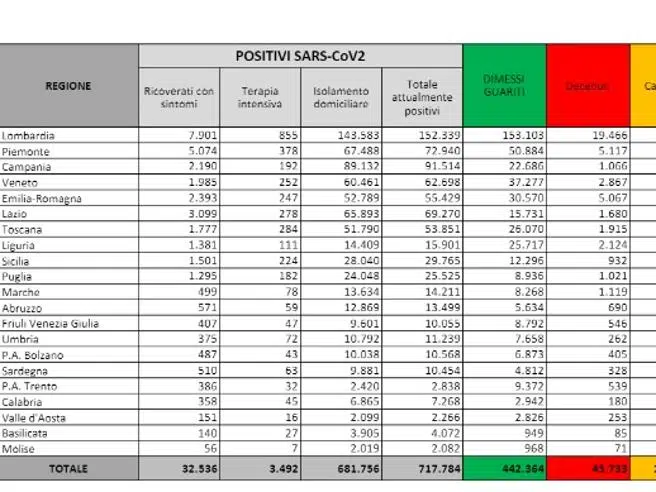 POSITIVI SARS-CoV2
REGIONE Ricoverati con sintomi Terapia intensiva Isolamento domiciliare Totale attualmente positivi DIMESSI GUARITI Deceduti
Lombardia 7.901 855 143.583 152.339 153.103 19.466
Piemonte 5.074 378 67.488 72.940 50.884 5.117
Campania 2.190 192 89.132 91.514 22.686 1.066
Veneto 1.985 252 60.461 62.698 37.277 2.867
Emilia-Romagna 2.393 247 52.789 55.429 30.570 5.067
Lazio 3.099 278 65.893 69.270 15.731 1.680
Toscana 1.777 284 51.790 53.851 26.070 1.915
Liguria 1.381 111 14.409 15.901 25.717 2.124
Sicilia 1.501 224 28.040 29.765 12.296 932
Puglia 1.295 182 24.048 25.525 8.936 1.021
Marche 499 78 13.634 14.211 8.268 1.119
Abruzzo 571 59 12.869 13.499 5.634 690
Friuli Venezia Giulia 407 47 9.601 10.055 8.792 546
Umbria 375 72 10.792 11.239 7.658 262
P.A. Bolzano 487 43 10.038 10.568 6.873 405
Sardegna 510 63 9.881 10.454 4.812 328
P.A. Trento 386 32 2.420 2.838 9.372 539
Calabria 358 45 6.865 7.268 2.942 180
Valle d'Aosta 151 16 2.099 2.266 2.826 253
Basilicata 140 27 3.905 4.072 949 85
Molise 56 7 2.019 2.082 968 71
TOTALE 32.536 3.492 681.756 717.784 442.364 45.733